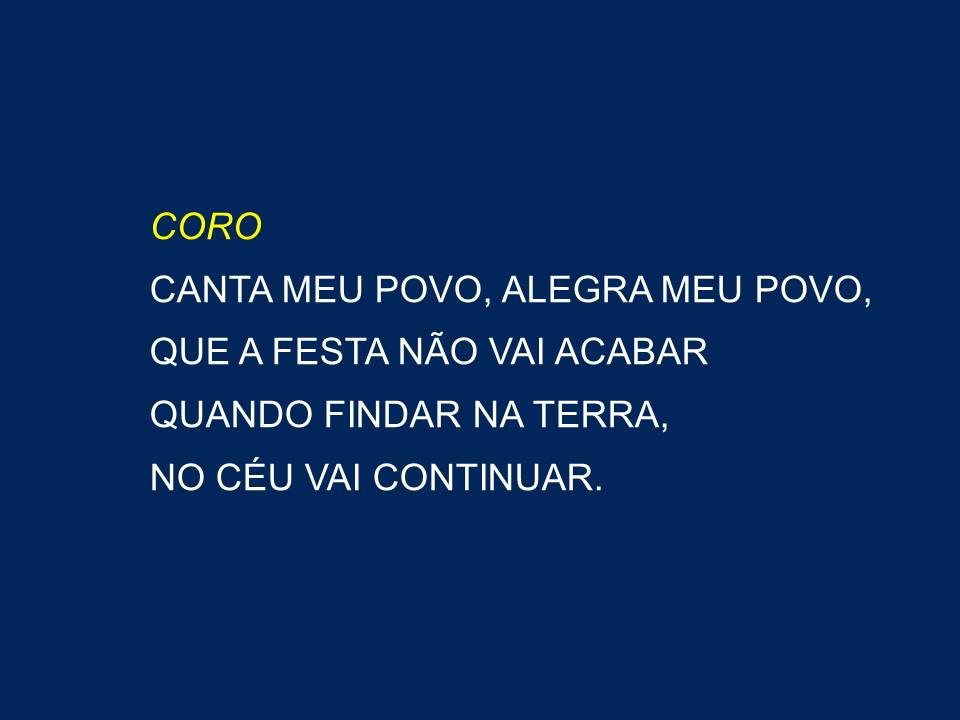 CORO
CANTA MEU POVO, ALEGRA MEU POVO,
QUE A FESTA NÃO VAI ACABAR
QUANDO FINDAR NA TERRA,
NO CÉU VAI CONTINUAR.